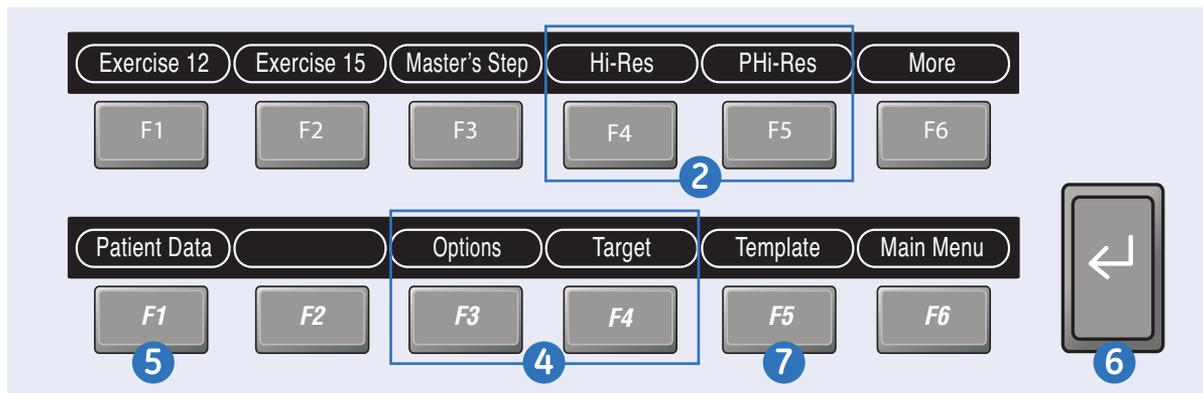 Exercise 12 Exercise 15 Master's Step Hi-Res PHi-Res More
F1 F2 F3 F4 F5 F6
2
Patient Data Options Target Template Main Menu
F1 F2 F3 F4 F5 F6
5 4 7 6